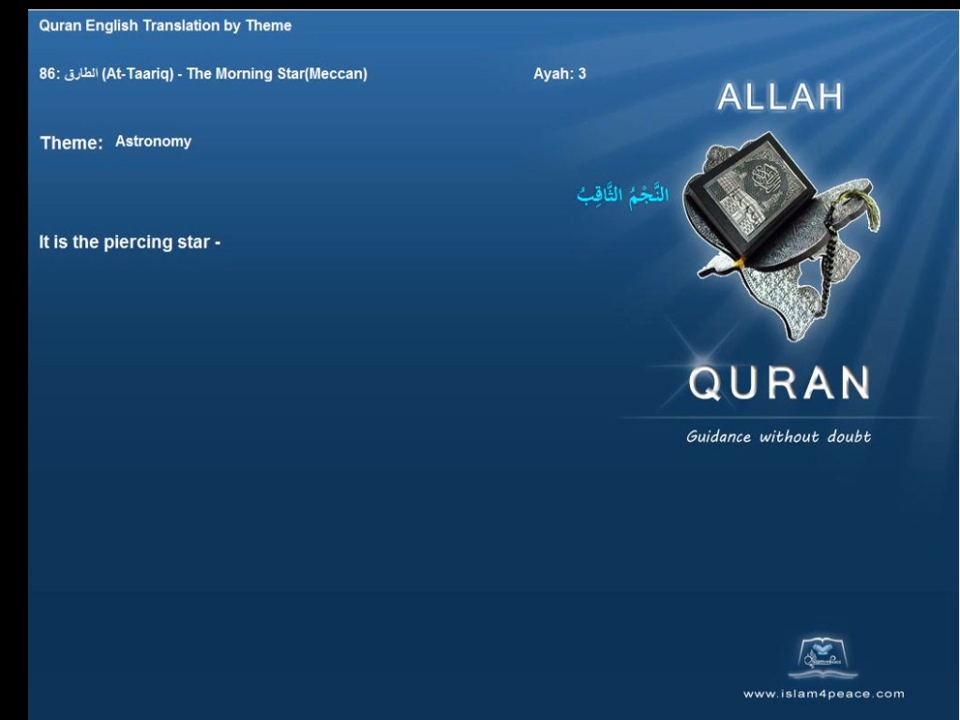 Quran English Translation by Theme
86: الطارق (At-Taariq) - The Morning Star(Meccan) Ayah: 3
ALLAH
Theme: Astronomy
النَّجْمُ الثَّاقِبُ
It is the piercing star -
QURAN
Guidance without doubt
www.islam4peace.com